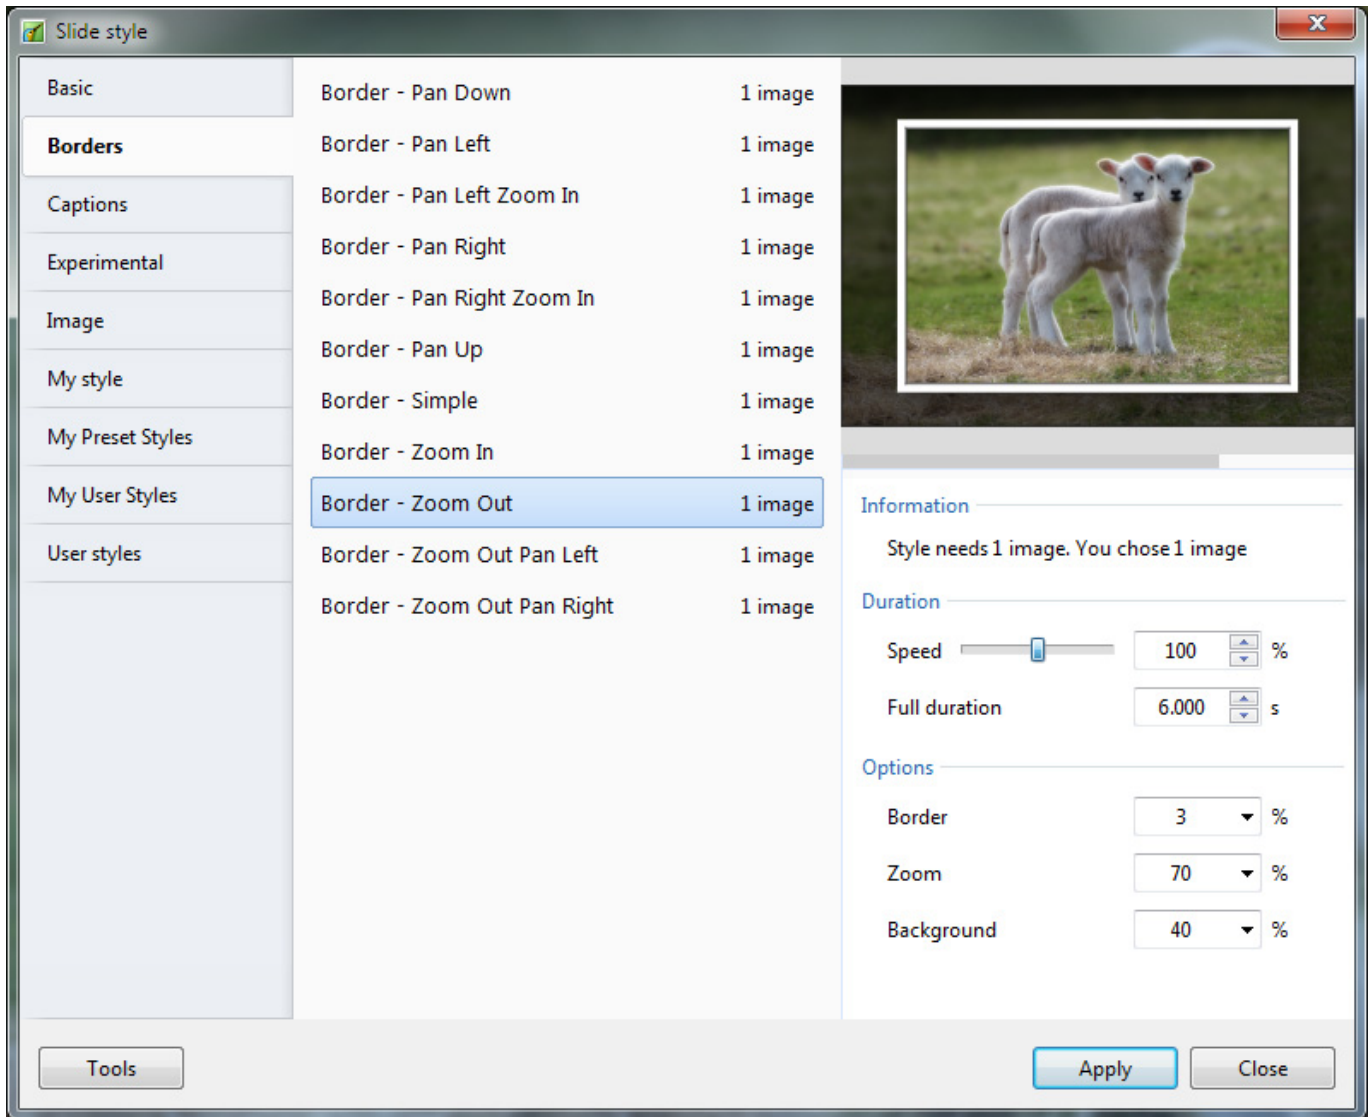 Slide style
X
Basic
Borders
Captions
Experimental
Image
My style
My Preset Styles
My User Styles
User styles
Border - Pan Down 1 image
Border - Pan Left 1 image
Border - Pan Left Zoom In 1 image
Border - Pan Right 1 image
Border - Pan Right Zoom In 1 image
Border - Pan Up 1 image
Border - Simple 1 image
Border - Zoom In 1 image
Border - Zoom Out 1 image
Border - Zoom Out Pan Left 1 image
Border - Zoom Out Pan Right 1 image
Information
Style needs 1 image. You chose 1 image
Duration
Speed 100 %
Full duration 6.000 s
Options
Border 3 %
Zoom 70 %
Background 40 %
Tools
Apply
Close